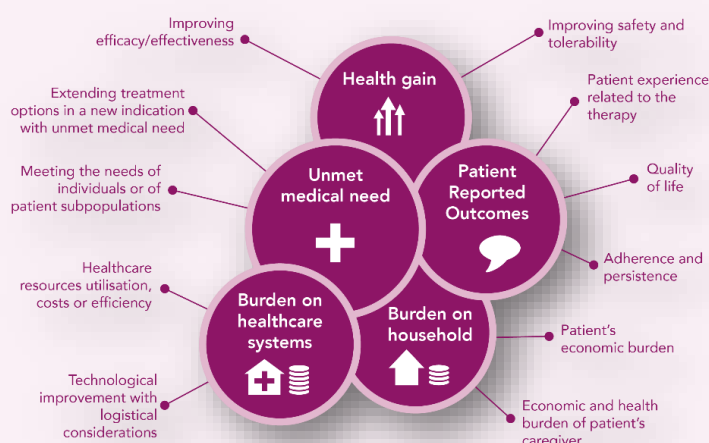 Improving
efficacy/effectiveness
Improving safety and
tolerability
Health gain
Extending treatment
options in a new indication
with unmet medical need
Patient experience
related to the
therapy
Meeting the needs of
individuals or of
patient subpopulations
Unmet
medical need
Patient
Reported
Outcomes
Quality
of life
Adherence and
persistence
Healthcare
resources utilisation,
costs or efficiency
Burden on
healthcare
systems
Burden on
household
Patient's
economic burden
Technological
improvement with
logistical
considerations
Economic and health
burden of patient's
caregiver